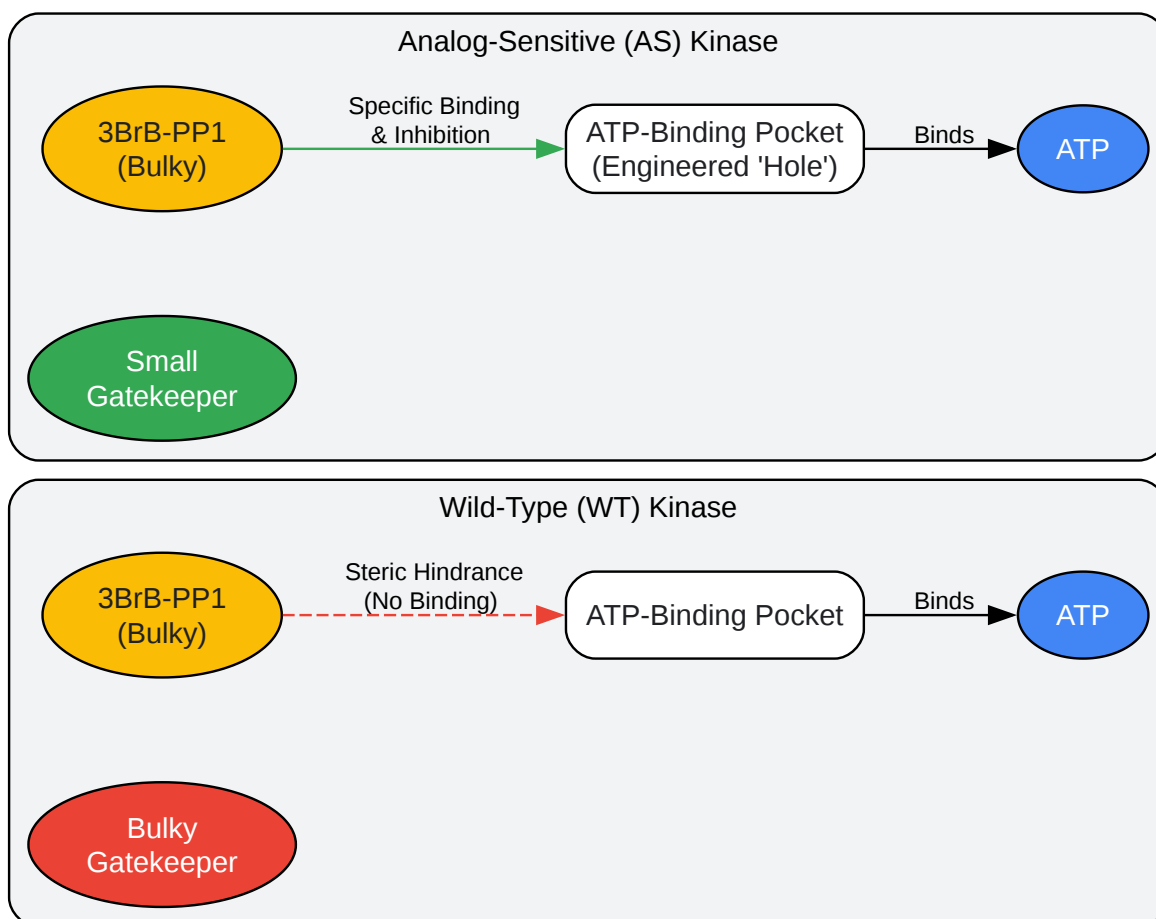 Analog-Sensitive (AS) Kinase
3BrB-PP1
(Bulky)
Specific Binding
& Inhibition
ATP-Binding Pocket
(Engineered 'Hole')
Binds
ATP
Small
Gatekeeper
Wild-Type (WT) Kinase
3BrB-PP1
(Bulky)
Steric Hindrance
(No Binding)
ATP-Binding Pocket
Binds
ATP
Bulky
Gatekeeper